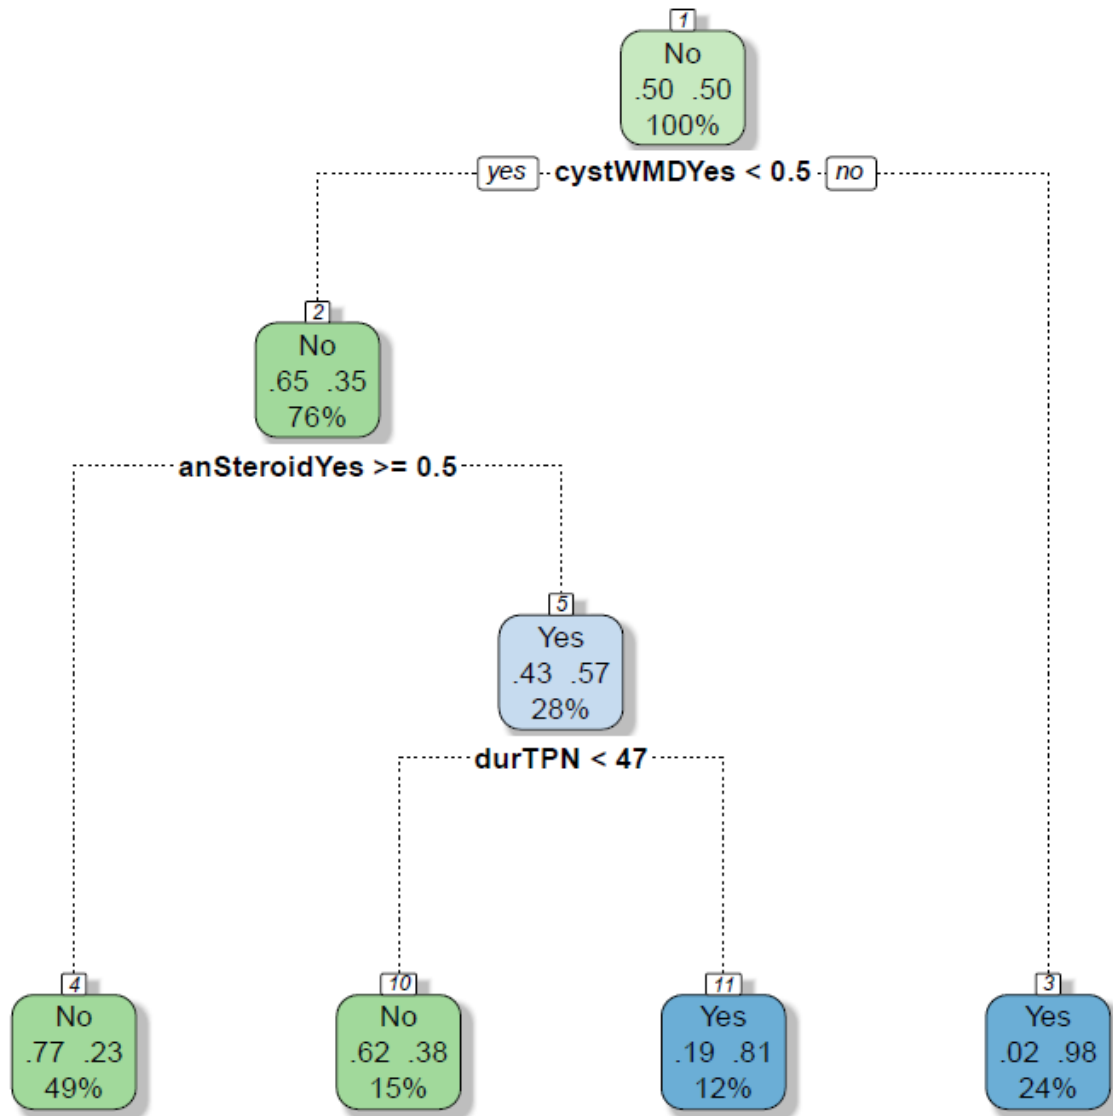 1
No
.50 .50
100%
yes cystWMDYes < 0.5 no
2
No
.65 .35
76%
anSteroidYes >= 0.5
5
Yes
.43 .57
28%
durTPN < 47
4
No
.77 .23
49%
10
No
.62 .38
15%
11
Yes
.19 .81
12%
3
Yes
.02 .98
24%